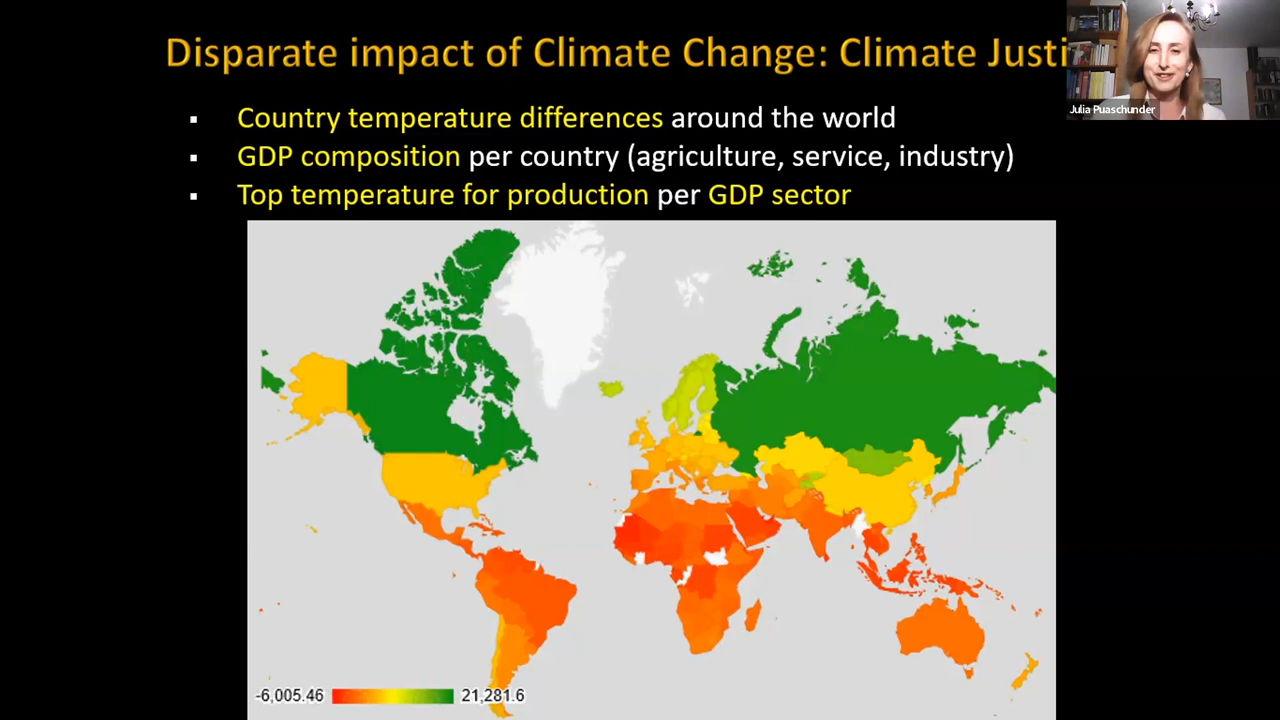 Disparate impact of Climate Change: Climate Justi
Julia Puaschunder
▪ Country temperature differences around the world
▪ GDP composition per country (agriculture, service, industry)
▪ Top temperature for production per GDP sector
-6,005.46 21,281.6